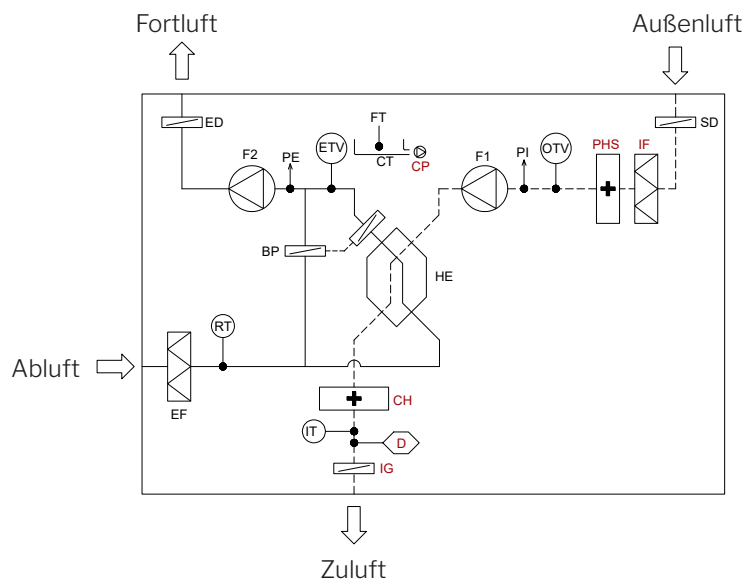 Fortluft
Außenluft
ED
FT
SD
F2
PE
ETV
CT
CP
F1
PI
OTV
PHS
IF
BP
HE
RT
Abluft
EF
CH
IT
D
IG
Zuluft